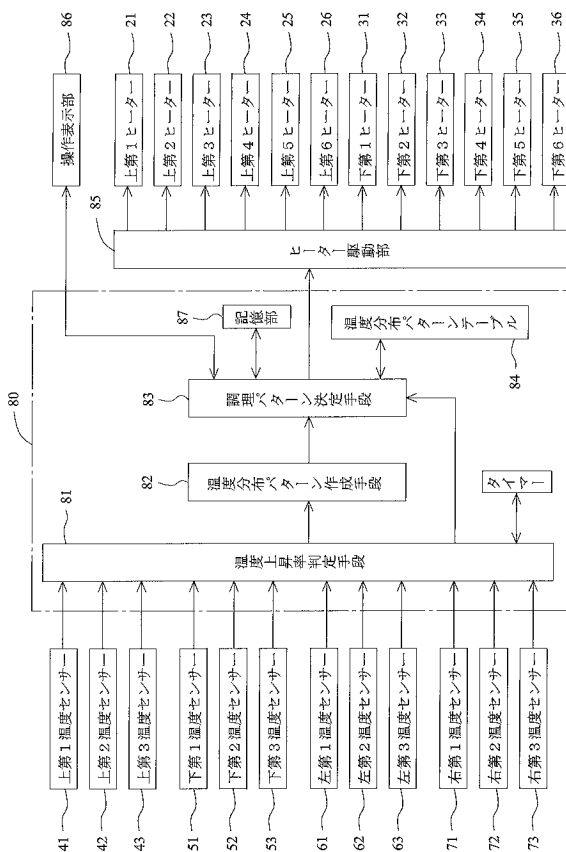 86
操作表示部
21
上第1ヒーター
22
上第2ヒーター
23
上第3ヒーター
24
上第4ヒーター
25
上第5ヒーター
26
上第6ヒーター
31
下第1ヒーター
32
下第2ヒーター
33
下第3ヒーター
34
下第4ヒーター
35
下第5ヒーター
36
下第6ヒーター
85
ヒーター駆動部
80
87
記憶部
温度分布パターンテーブル
84
83
調理パターン決定手段
82
温度分布パターン作成手段
81
温度上昇率判定手段
タイマー
上第1温度センサー
41
上第2温度センサー
42
上第3温度センサー
43
下第1温度センサー
51
下第2温度センサー
52
下第3温度センサー
53
左第1温度センサー
61
左第2温度センサー
62
左第3温度センサー
63
右第1温度センサー
71
右第2温度センサー
72
右第3温度センサー
73